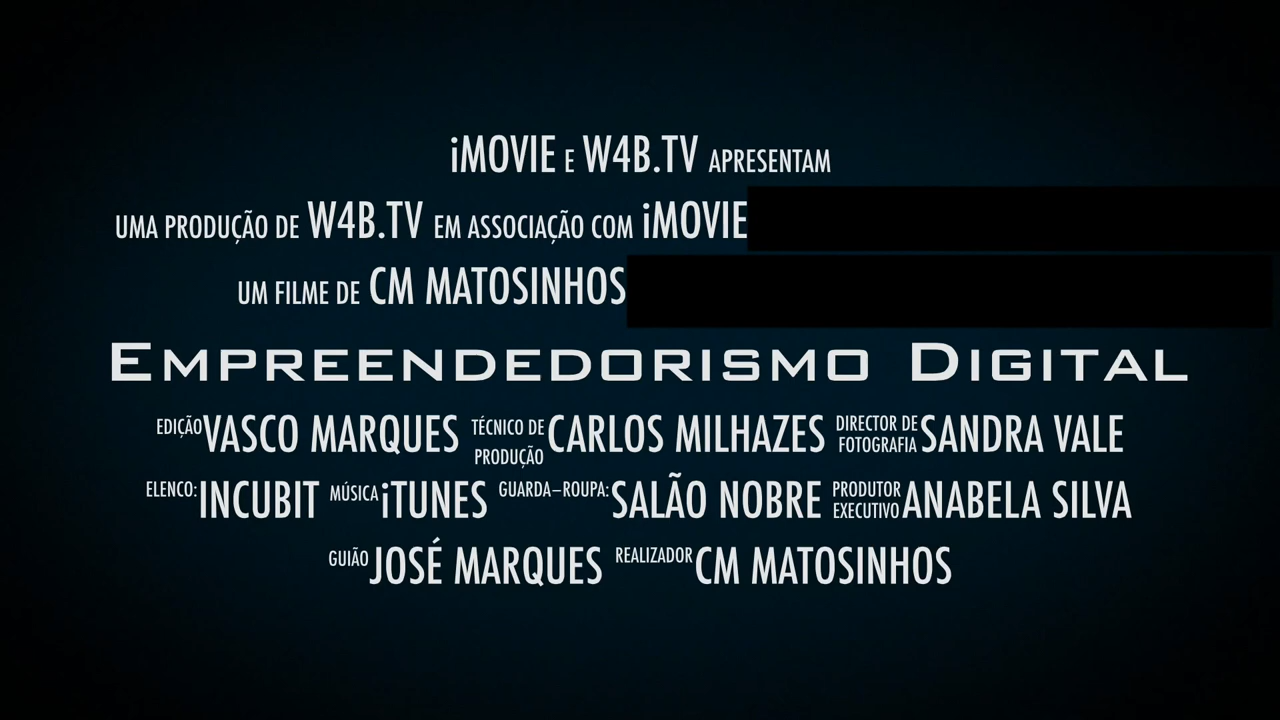 iMOVIE E W4B.TV APRESENTAM
UMA PRODUÇÃO DE W4B.TV EM ASSOCIAÇÃO COM iMOVIE
UM FILME DE CM MATOSINHOS
EMPREENDEDORISMO DIGITAL
EDIÇÃO VASCO MARQUES TÉCNICO DE PRODUÇÃO CARLOS MILHAZES DIRECTOR DE FOTOGRAFIA SANDRA VALE
ELENCO: INCUBIT MÚSICA iTUNES GUARDA-ROUPA: SALÃO NOBRE PRODUTOR EXECUTIVO ANABELA SILVA
GUIÃO JOSÉ MARQUES REALIZADOR CM MATOSINHOS